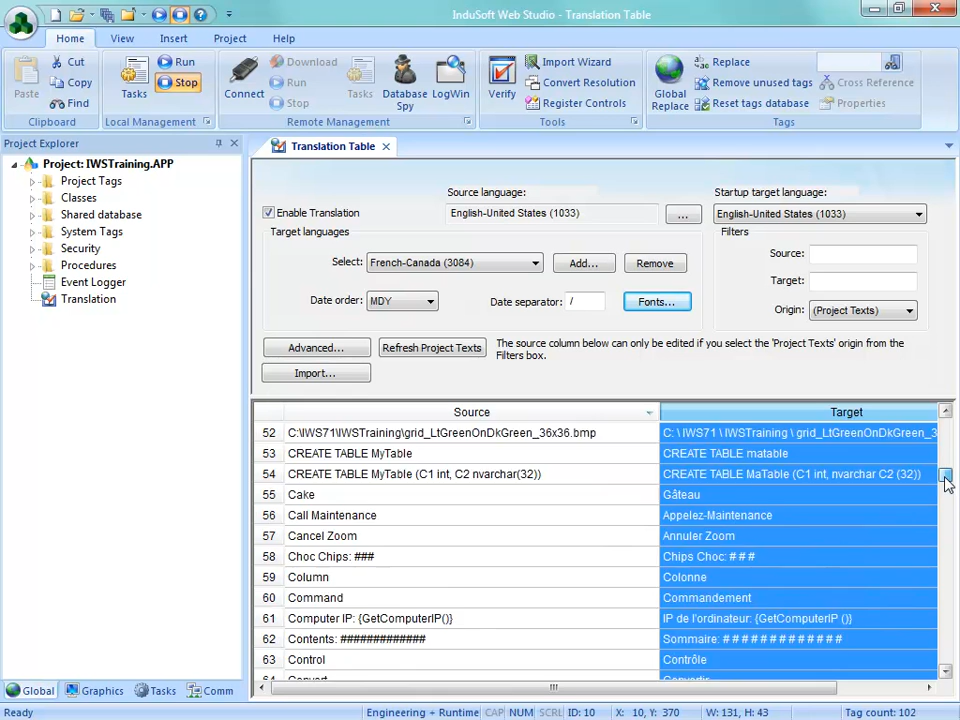 InduSoft Web Studio - Translation Table
Home View Insert Project Help
Paste Cut Copy Find Clipboard
Tasks Run Stop Local Management
Connect Download Run Stop Tasks Database Spy LogWin Remote Management
Verify Import Wizard Convert Resolution Register Controls Tools
Global Replace Replace Remove unused tags Reset tags database Cross Reference Properties Tags
Project Explorer
Project: IWSTraining.APP
Project Tags
Classes
Shared database
System Tags
Security
Procedures
Event Logger
Translation
Global Graphics Tasks Comm
Translation Table
Enable Translation
Source language:
English-United States (1033)
...
Startup target language:
English-United States (1033)
Target languages
Select: French-Canada (3084) Add... Remove
Date order: MDY Date separator: / Fonts...
Filters
Source:
Target:
Origin: (Project Texts)
Advanced... Refresh Project Texts
Import...
The source column below can only be edited if you select the 'Project Texts' origin from the
Filters box.
Source Target
52 C:\IWS71\IWSTraining\grid_LtGreenOnDkGreen_36x36.bmp C: \ IWS71 \ IWSTraining \ grid_LtGreenOnDkGreen_3
53 CREATE TABLE MyTable CREATE TABLE matable
54 CREATE TABLE MyTable (C1 int, C2 nvarchar(32)) CREATE TABLE MaTable (C1 int, nvarchar C2 (32))
55 Cake Gâteau
56 Call Maintenance Appelez-Maintenance
57 Cancel Zoom Annuler Zoom
58 Choc Chips: ### Chips Choc: # # #
59 Column Colonne
60 Command Commandement
61 Computer IP: {GetComputerIP()} IP de l'ordinateur: {GetComputerIP ()}
62 Contents: ############# Sommaire: # # # # # # # # # # # # #
63 Control Contrôle
Convert Convertir
Ready Engineering + Runtime CAP NUM SCRL ID: 10 X: 10, Y: 370 W: 131, H: 43 Tag count: 102